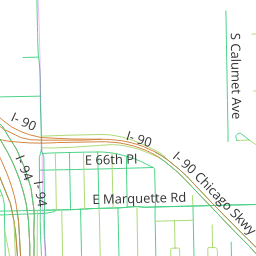 S Calumet Ave
I- 90
I- 90
I- 90 Chicago Skwy
E 66th Pl
I- 94
I- 94
E Marquette Rd